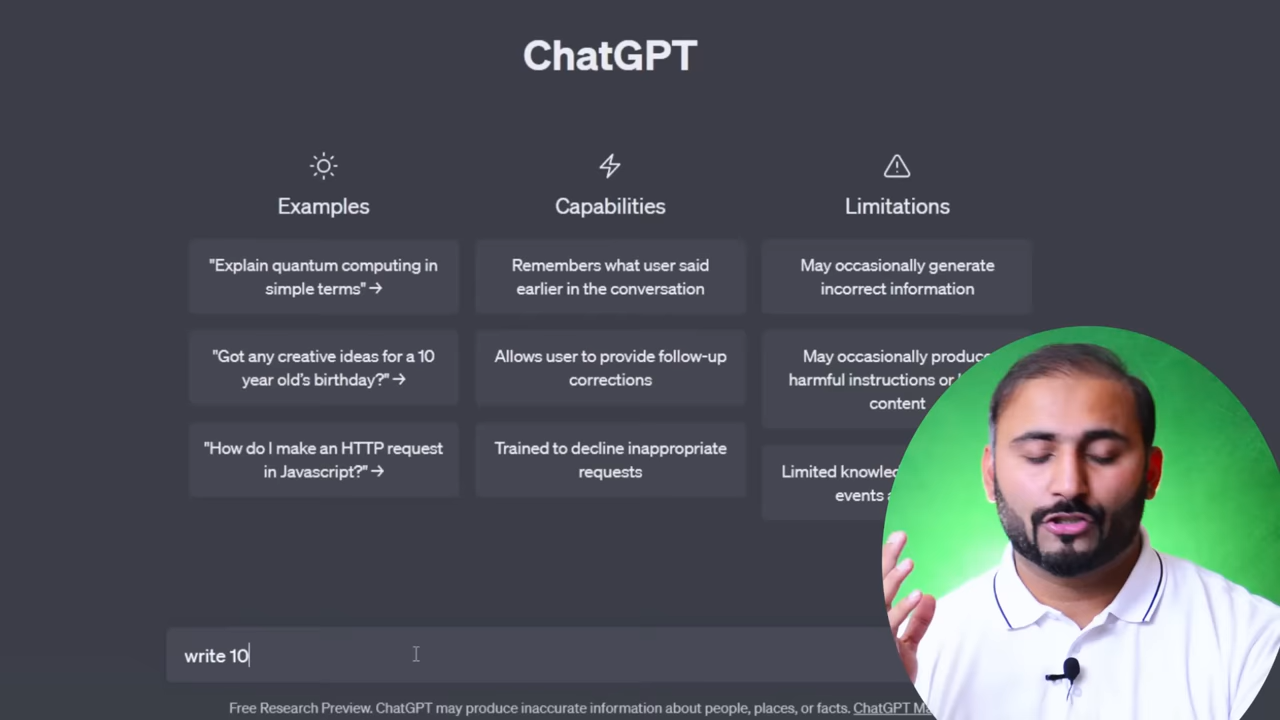 ChatGPT
Examples
Capabilities
Limitations
"Explain quantum computing in
simple terms" →
Remembers what user said
earlier in the conversation
May occasionally generate
incorrect information
"Got any creative ideas for a 10
year old's birthday?" →
Allows user to provide follow-up
corrections
May occasionally produce
harmful instructions or
content
"How do I make an HTTP request
in Javascript?" →
Trained to decline inappropriate
requests
Limited
events
write 10
Free Research Preview. ChatGPT may produce inaccurate information about people, places, or facts. ChatGPT